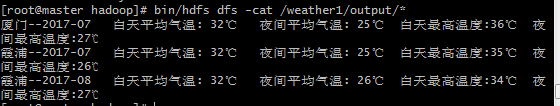 [root@master hadoop]# bin/hdfs dfs -cat /weather1/output/*
厦门--2017-07 白天平均气温: 32℃ 夜间平均气温: 25℃ 白天最高温度:36℃ 夜
间最高温度:27℃
霞浦--2017-07 白天平均气温: 32℃ 夜间平均气温: 25℃ 白天最高温度:35℃ 夜
间最高温度:26℃
霞浦--2017-08 白天平均气温: 32℃ 夜间平均气温: 26℃ 白天最高温度:34℃ 夜
间最高温度:27℃